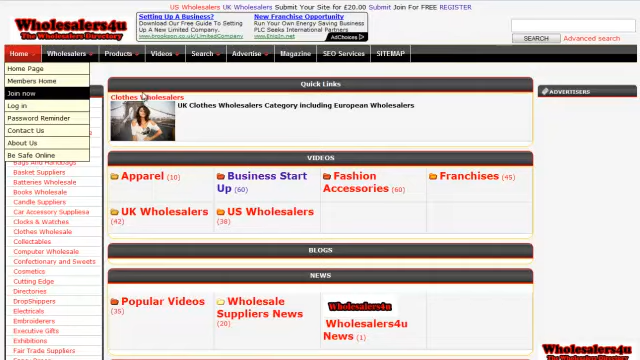 US Wholesalers UK Wholesalers Submit Your Site for £20.00 Submit Join For FREE REGISTER
Wholesalers4u
The Wholesalers Directory
Setting Up A Business?
Download Our Free Guide To Setting Up A New Limited Company.
New Franchise Opportunity
Run Your Own Energy Saving Business
PLC Seeks International Partners
AdChoices
SEARCH
Advanced search
Home
Wholesalers
Products
Videos
Search
Advertise
Magazine
SEO Services
SITEMAP
Home Page
Members Home
Join now
Log in
Password Reminder
Contact Us
About Us
Be Safe Online
Bags And Handbags
Basket Suppliers
Batteries Wholesale
Books Wholesale
Candle Suppliers
Car Accessory Suppliesa
Clocks & Watches
Clothes Wholesale
Collectables
Computer Wholesale
Confectionary and Sweets
Cosmetics
Cutting Edge
Directories
DropShippers
Electricals
Embroiderers
Executive Gifts
Exhibitions
Fair Trade Suppliers
Quick Links
Clothes Wholesalers
UK Clothes Wholesalers Category including European Wholesalers
VIDEOS
Apparel (10)
Business Start Up (60)
Fashion Accessories (60)
Franchises (45)
UK Wholesalers (42)
US Wholesalers (38)
BLOGS
NEWS
Popular Videos (35)
Wholesale Suppliers News (20)
Wholesalers4u
Wholesalers4u News (1)
ADVERTISERS
Wholesalers4u
The Wholesalers Directory